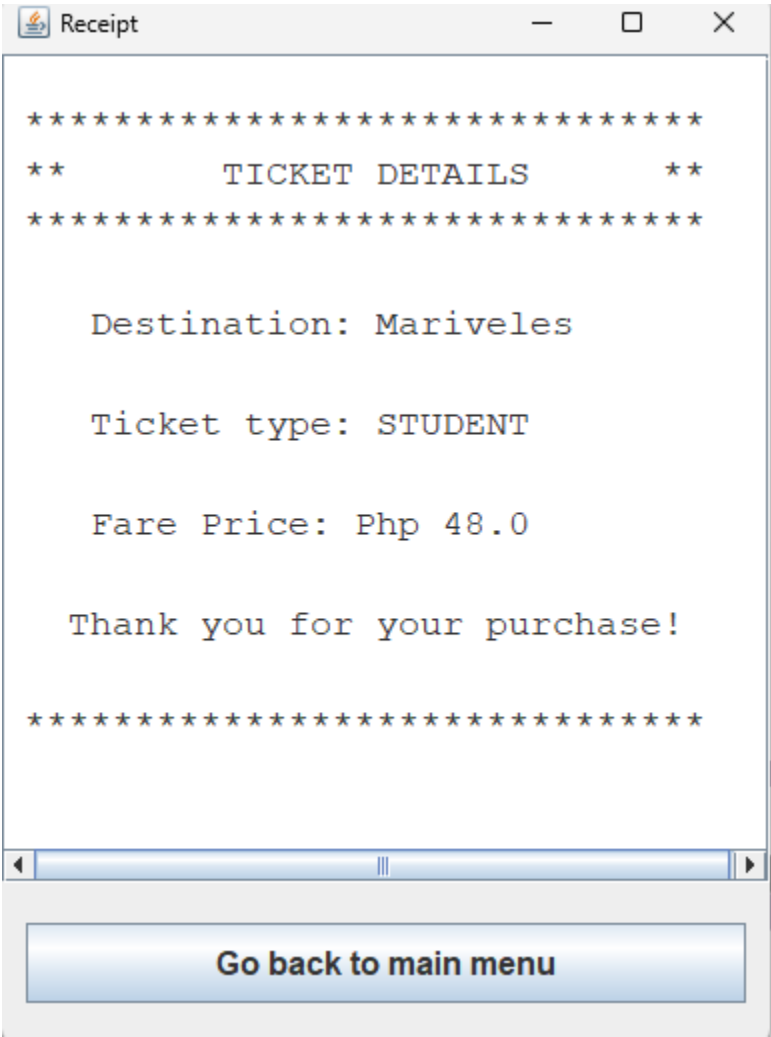 Receipt
*******************************
** TICKET DETAILS **
*******************************
Destination: Mariveles
Ticket type: STUDENT
Fare Price: Php 48.0
Thank you for your purchase!
*******************************
Go back to main menu